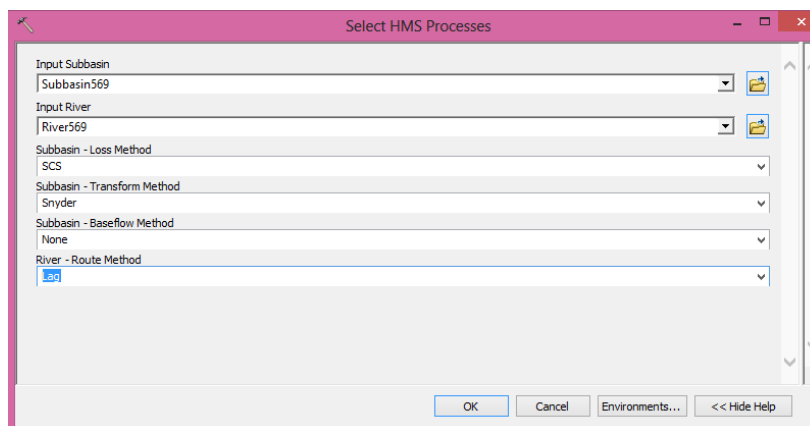 Select HMS Processes
Input Subbasin
Subbasin569
Input River
River569
Subbasin - Loss Method
SCS
Subbasin - Transform Method
Snyder
Subbasin - Baseflow Method
None
River - Route Method
Lag
OK Cancel Environments... << Hide Help